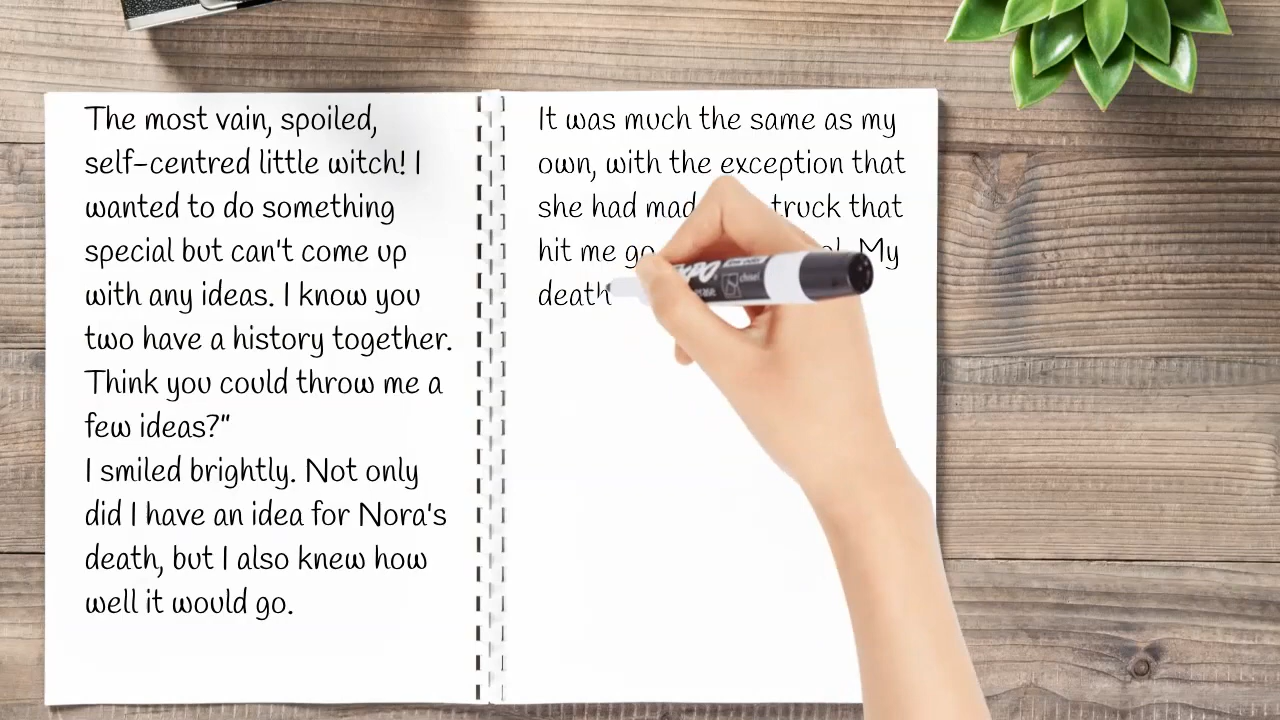 The most vain, spoiled,
self-centred little witch! I
wanted to do something
special but can't come up
with any ideas. I know you
two have a history together.
Think you could throw me a
few ideas?"
I smiled brightly. Not only
did I have an idea for Nora's
death, but I also knew how
well it would go.
It was much the same as my
own, with the exception that
she had truck that
hit me My
death